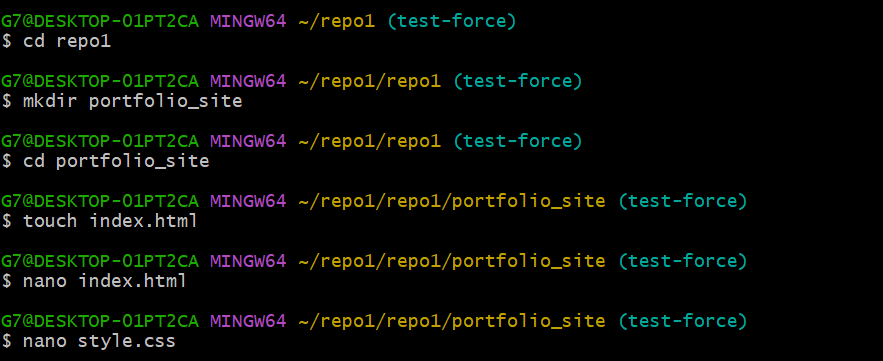 G7@DESKTOP-01PT2CA MINGW64 ~/repo1 (test-force)
$ cd repo1
G7@DESKTOP-01PT2CA MINGW64 ~/repo1/repo1 (test-force)
$ mkdir portfolio_site
G7@DESKTOP-01PT2CA MINGW64 ~/repo1/repo1 (test-force)
$ cd portfolio_site
G7@DESKTOP-01PT2CA MINGW64 ~/repo1/repo1/portfolio_site (test-force)
$ touch index.html
G7@DESKTOP-01PT2CA MINGW64 ~/repo1/repo1/portfolio_site (test-force)
$ nano index.html
G7@DESKTOP-01PT2CA MINGW64 ~/repo1/repo1/portfolio_site (test-force)
$ nano style.css